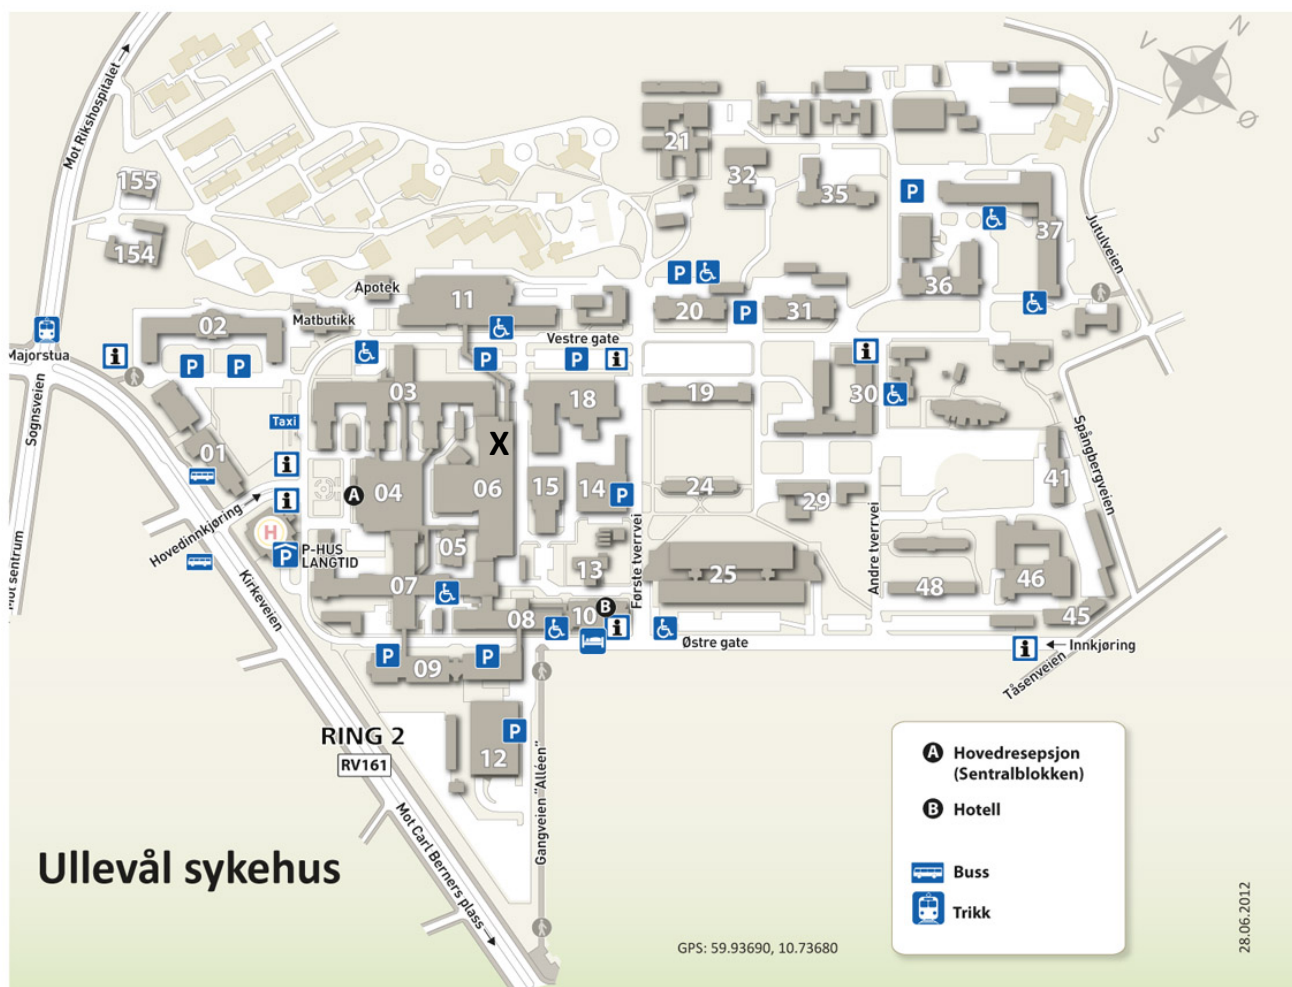 Mot Rikshospitalet
N
V
S
Ø
155
154
21
32
35
37
36
Jutulveien
P
P
P
Apotek
11
Matbutikk
02
20
31
Majorstua
i
P
P
Vestre gate
P
P
i
i
03
18
19
30
Sognsveien
Taxi
X
01
i
A
04
06
15
14
P
24
29
41
Spångbergveien
Hovedinnkjøring
i
H
P
P-HUS
LANGTID
05
13
25
Første tverrvei
Andre tverrvei
48
46
45
Mot sentrum
Kirkeveien
07
08
10
B
i
Østre gate
i
Innkjøring
Tåsenveien
P
09
P
RING 2
RV161
12
P
Gangveien "Alléen"
Mot Carl Berners plass
Ullevål sykehus
A Hovedresepsjon
(Sentralblokken)
B Hotell
Buss
Trikk
GPS: 59.93690, 10.73680
28.06.2012